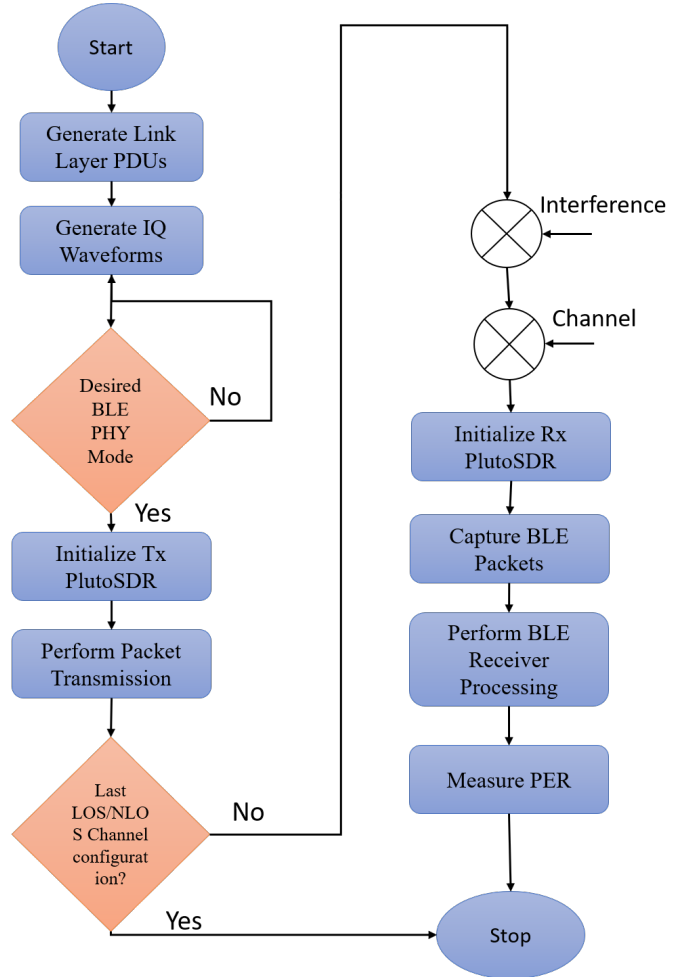 Start
Generate Link
Layer PDUs
Generate IQ
Waveforms
Desired
BLE
PHY
Mode
No
Yes
Initialize Tx
PlutoSDR
Perform Packet
Transmission
Last
LOS/NLO
S Channel
configurat
ion?
No
Yes
Interference
Channel
Initialize Rx
PlutoSDR
Capture BLE
Packets
Perform BLE
Receiver
Processing
Measure PER
Stop